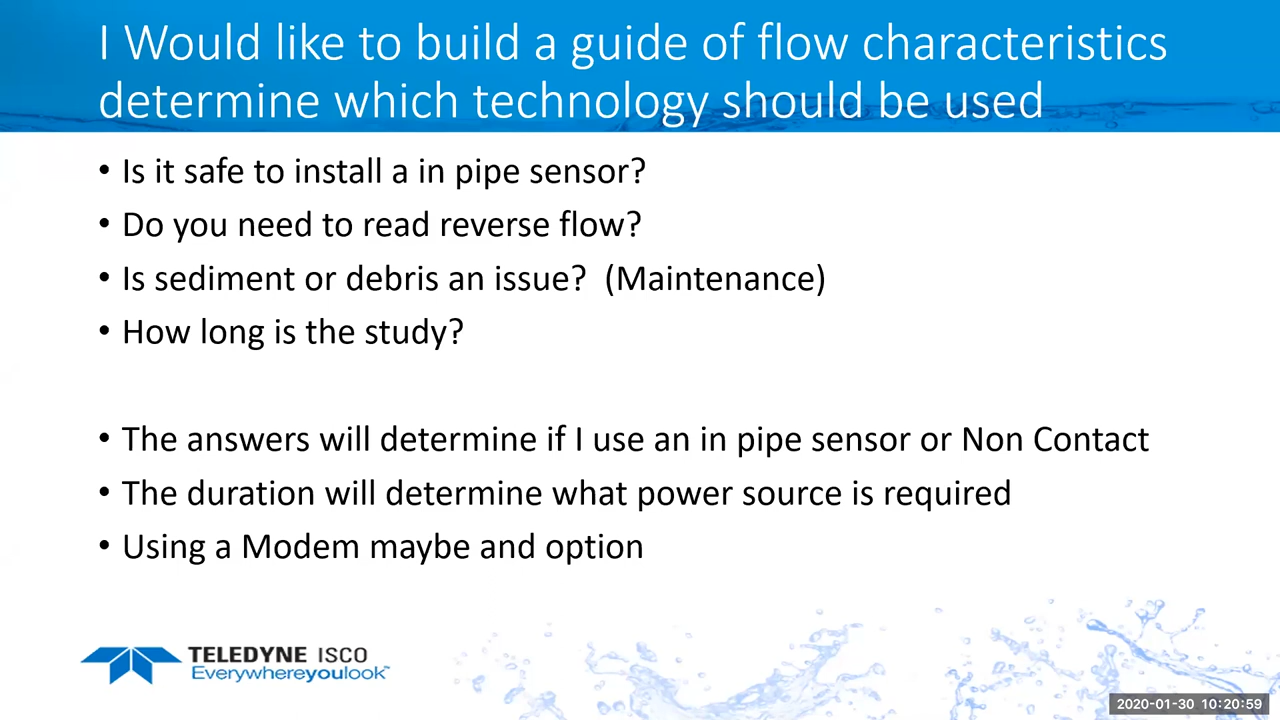 I Would like to build a guide of flow characteristics
determine which technology should be used
• Is it safe to install a in pipe sensor?
• Do you need to read reverse flow?
• Is sediment or debris an issue?  (Maintenance)
• How long is the study?
• The answers will determine if I use an in pipe sensor or Non Contact
• The duration will determine what power source is required
• Using a Modem maybe and option
TELEDYNE ISCO
Everywhereyoulook™
2020-01-30 10:20:59